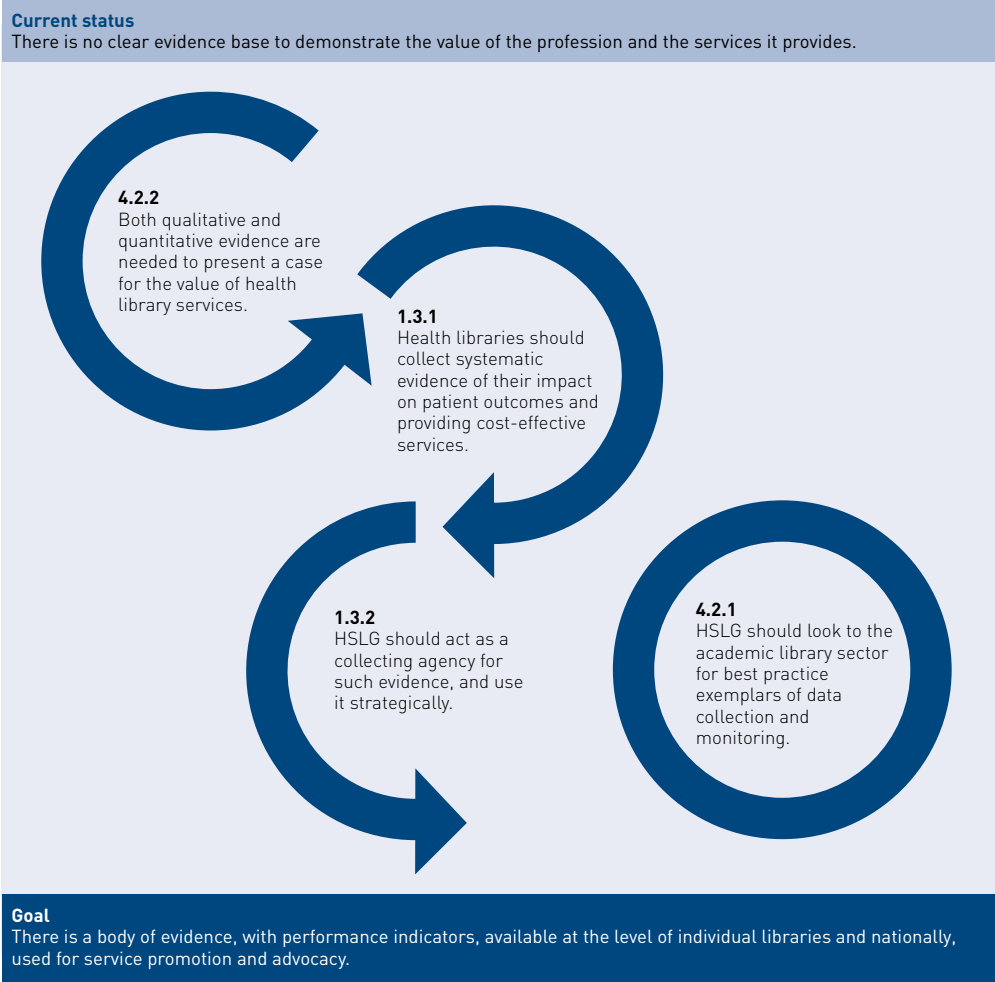 Current status
There is no clear evidence base to demonstrate the value of the profession and the services it provides.
4.2.2
Both qualitative and
quantitative evidence are
needed to present a case
for the value of health
library services.
1.3.1
Health libraries should
collect systematic
evidence of their impact
on patient outcomes and
providing cost-effective
services.
1.3.2
HSLG should act as a
collecting agency for
such evidence, and use
it strategically.
4.2.1
HSLG should look to the
academic library sector
for best practice
exemplars of data
collection and
monitoring.
Goal
There is a body of evidence, with performance indicators, available at the level of individual libraries and nationally,
used for service promotion and advocacy.